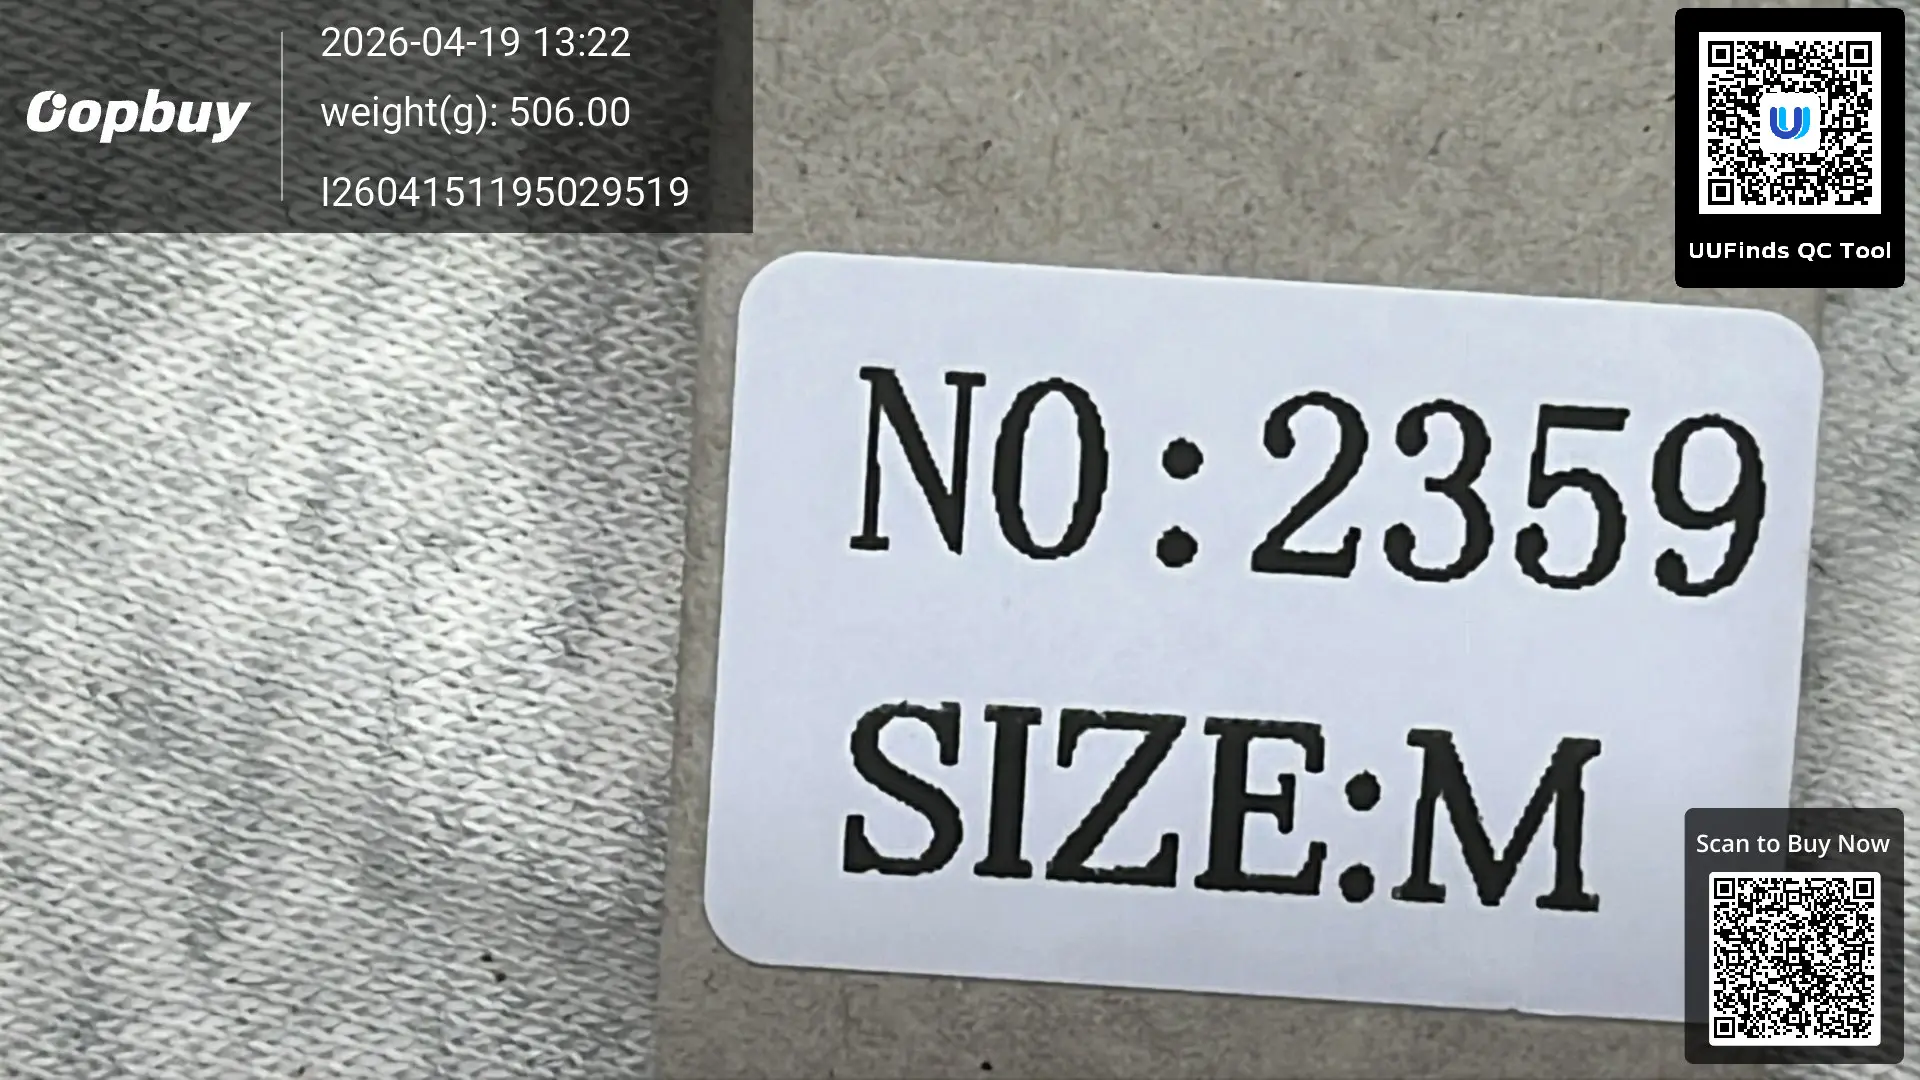 Oopbuy
2026-04-19 13:22
weight(g): 506.00
I2604151195029519
UUFinds QC Tool
NO:2359
SIZE:M
Scan to Buy Now